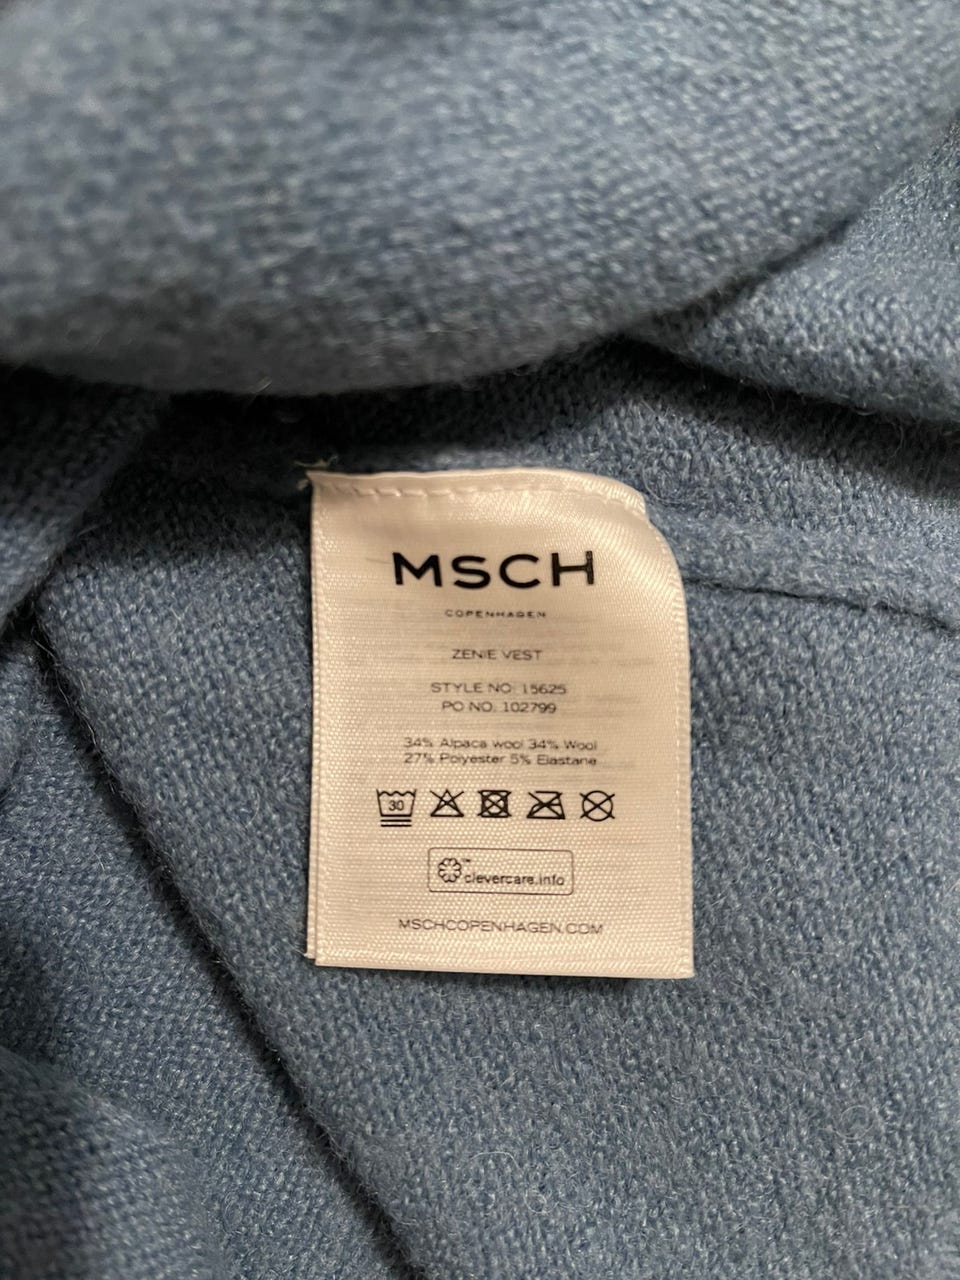 MSCH
COPENHAGEN
ZENIE VEST
STYLE NO: 15625
PO NO. 102799
34% Alpaca wool 34% Wool
27% Polyester 5% Elastane
30
™
clevercare.info
MSCHCOPENHAGEN.COM